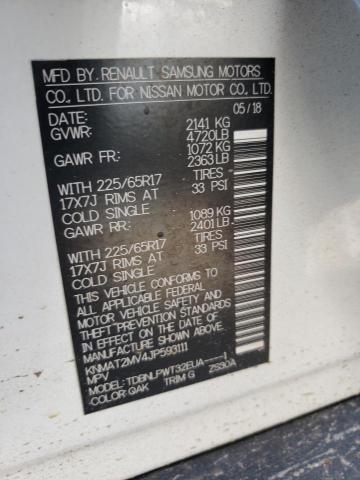 MFD BY: RENAULT SAMSUNG MOTORS
CO., LTD. FOR NISSAN MOTOR CO., LTD.
DATE: 05/18
GVWR: 2141 KG
4720LB
GAWR FR: 1072 KG
2363LB
WITH 225/65R17 TIRES
17X7J RIMS AT 33 PSI
COLD SINGLE
GAWR RR: 1089 KG
2401LB
WITH 225/65R17 TIRES
17X7J RIMS AT 33 PSI
COLD SINGLE
THIS VEHICLE CONFORMS TO
ALL APPLICABLE FEDERAL
MOTOR VEHICLE SAFETY AND
THEFT PREVENTION STANDARDS
IN EFFECT ON THE DATE OF
MANUFACTURE SHOWN ABOVE.
KNMAT2MV4JP593111
MPV
MODEL: TDBNLPWT32EUA----1
COLOR: QAK TRIM G ZS30A